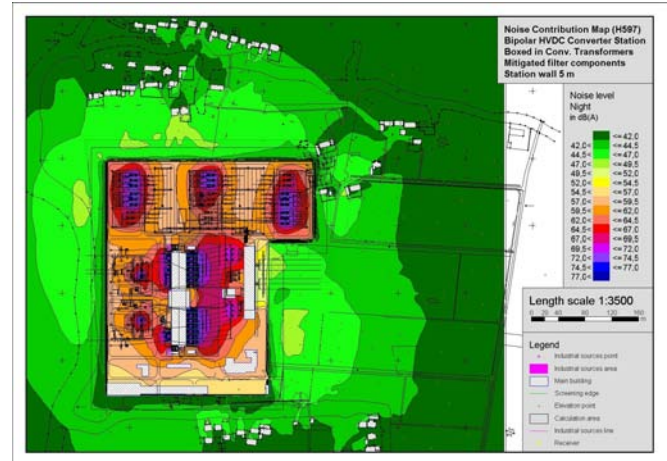 Noise Contribution Map (H597)
Bipolar HVDC Converter Station
Boxed in Conv. Transformers
Mitigated filter components
Station wall 5 m
Noise level
Night
in dB(A)
<=42,0
42,0< <=44,5
44,5< <=47,0
47,0< <=49,5
49,5< <=52,0
52,0< <=54,5
54,5< <=57,0
57,0< <=59,5
59,5< <=62,0
62,0< <=64,5
64,5< <=67,0
67,0< <=69,5
69,5< <=72,0
72,0< <=74,5
74,5< <=77,0
77,0<
Length scale 1:3500
0 20 40 80 120 160
m
Legend
Industrial sources point
Industrial sources area
Main building
Screening edge
Elevation point
Calculation area
Industrial sources line
Receiver